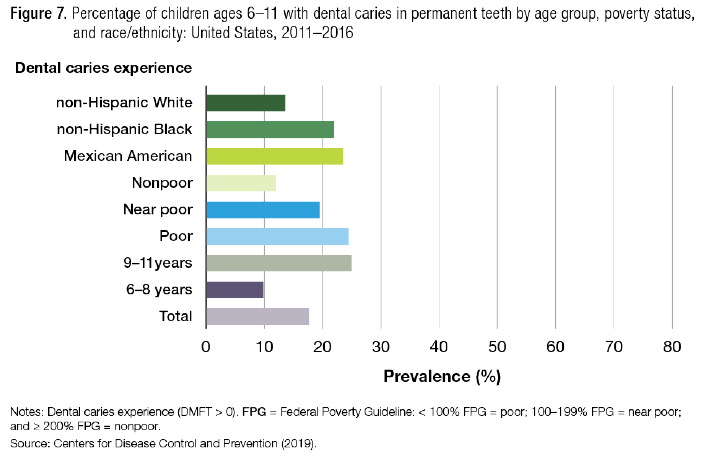 Figure 7. Percentage of children ages 6–11 with dental caries in permanent teeth by age group, poverty status,
and race/ethnicity: United States, 2011–2016
Dental caries experience
non-Hispanic White
non-Hispanic Black
Mexican American
Nonpoor
Near poor
Poor
9–11years
6–8 years
Total
0 10 20 30 40 50 60 70 80
Prevalence (%)
Notes: Dental caries experience (DMFT > 0). FPG = Federal Poverty Guideline: < 100% FPG = poor; 100–199% FPG = near poor;
and ≥ 200% FPG = nonpoor.
Source: Centers for Disease Control and Prevention (2019).